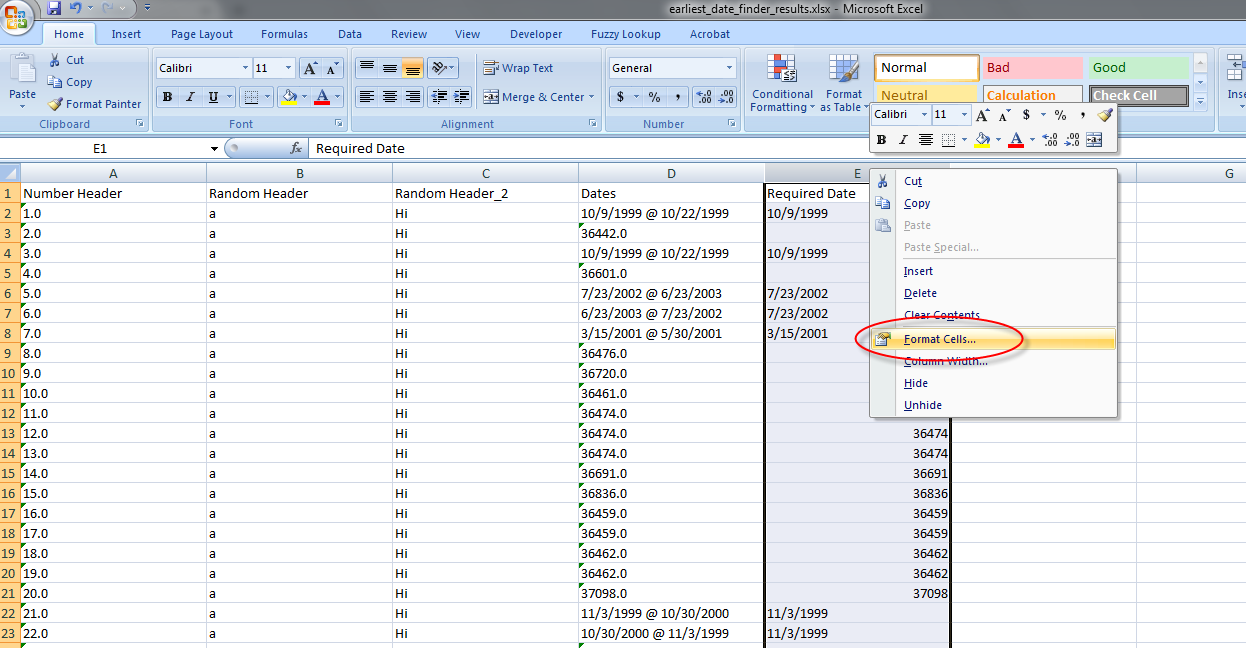 earliest_date_finder_results.xlsx - Microsoft Excel
Home Insert Page Layout Formulas Data Review View Developer Fuzzy Lookup Acrobat
Paste Cut Copy Format Painter
Calibri 11 A A
B I U A
Wrap Text
Merge & Center
General
$ % ,
Conditional Formatting Format as Table
Normal Bad Good
Neutral Calculation Check Cell
Clipboard Font Alignment Number
Calibri 11 A A $ % ,
B I A
E1 fx Required Date
A B C D E G
1 Number Header Random Header Random Header_2 Dates Required Date
2 1.0 a Hi 10/9/1999 @ 10/22/1999 10/9/1999
3 2.0 a Hi 36442.0
4 3.0 a Hi 10/9/1999 @ 10/22/1999 10/9/1999
5 4.0 a Hi 36601.0
6 5.0 a Hi 7/23/2002 @ 6/23/2003 7/23/2002
7 6.0 a Hi 6/23/2003 @ 7/23/2002 7/23/2002
8 7.0 a Hi 3/15/2001 @ 5/30/2001 3/15/2001
9 8.0 a Hi 36476.0
10 9.0 a Hi 36720.0
11 10.0 a Hi 36461.0
12 11.0 a Hi 36474.0
13 12.0 a Hi 36474.0 36474
14 13.0 a Hi 36474.0 36474
15 14.0 a Hi 36691.0 36691
16 15.0 a Hi 36836.0 36836
17 16.0 a Hi 36459.0 36459
18 17.0 a Hi 36459.0 36459
19 18.0 a Hi 36462.0 36462
20 19.0 a Hi 36462.0 36462
21 20.0 a Hi 37098.0 37098
22 21.0 a Hi 11/3/1999 @ 10/30/2000 11/3/1999
23 22.0 a Hi 10/30/2000 @ 11/3/1999 11/3/1999
Cut
Copy
Paste
Paste Special...
Insert
Delete
Clear Contents
Format Cells...
Column Width...
Hide
Unhide